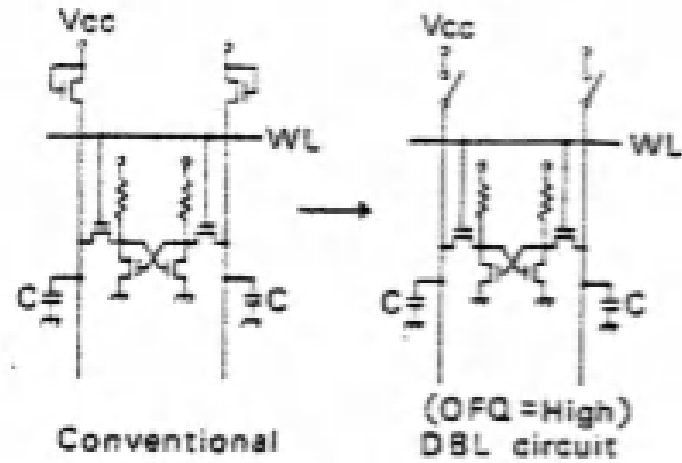 Vcc
Vcc
WL
WL
C
C
C
C
(OFQ=High)
Conventional
DBL circuit